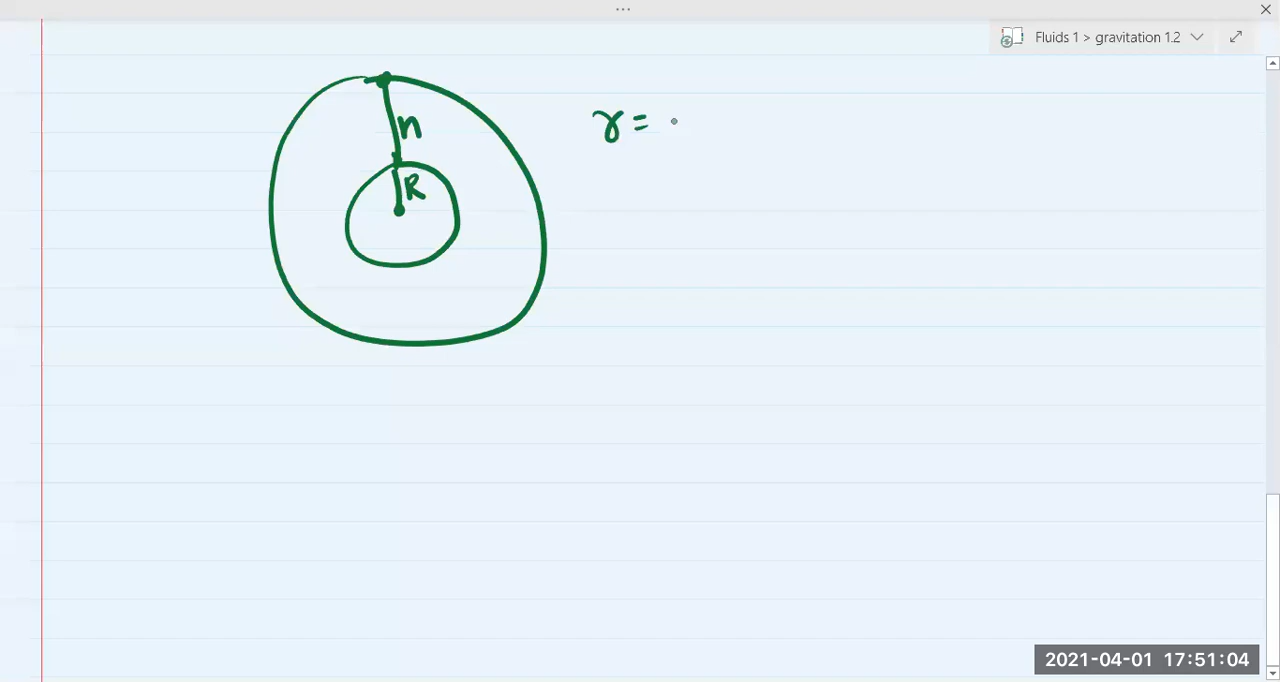 ...
Fluids 1 > gravitation 1.2
r =
h
R
2021-04-01 17:51:04